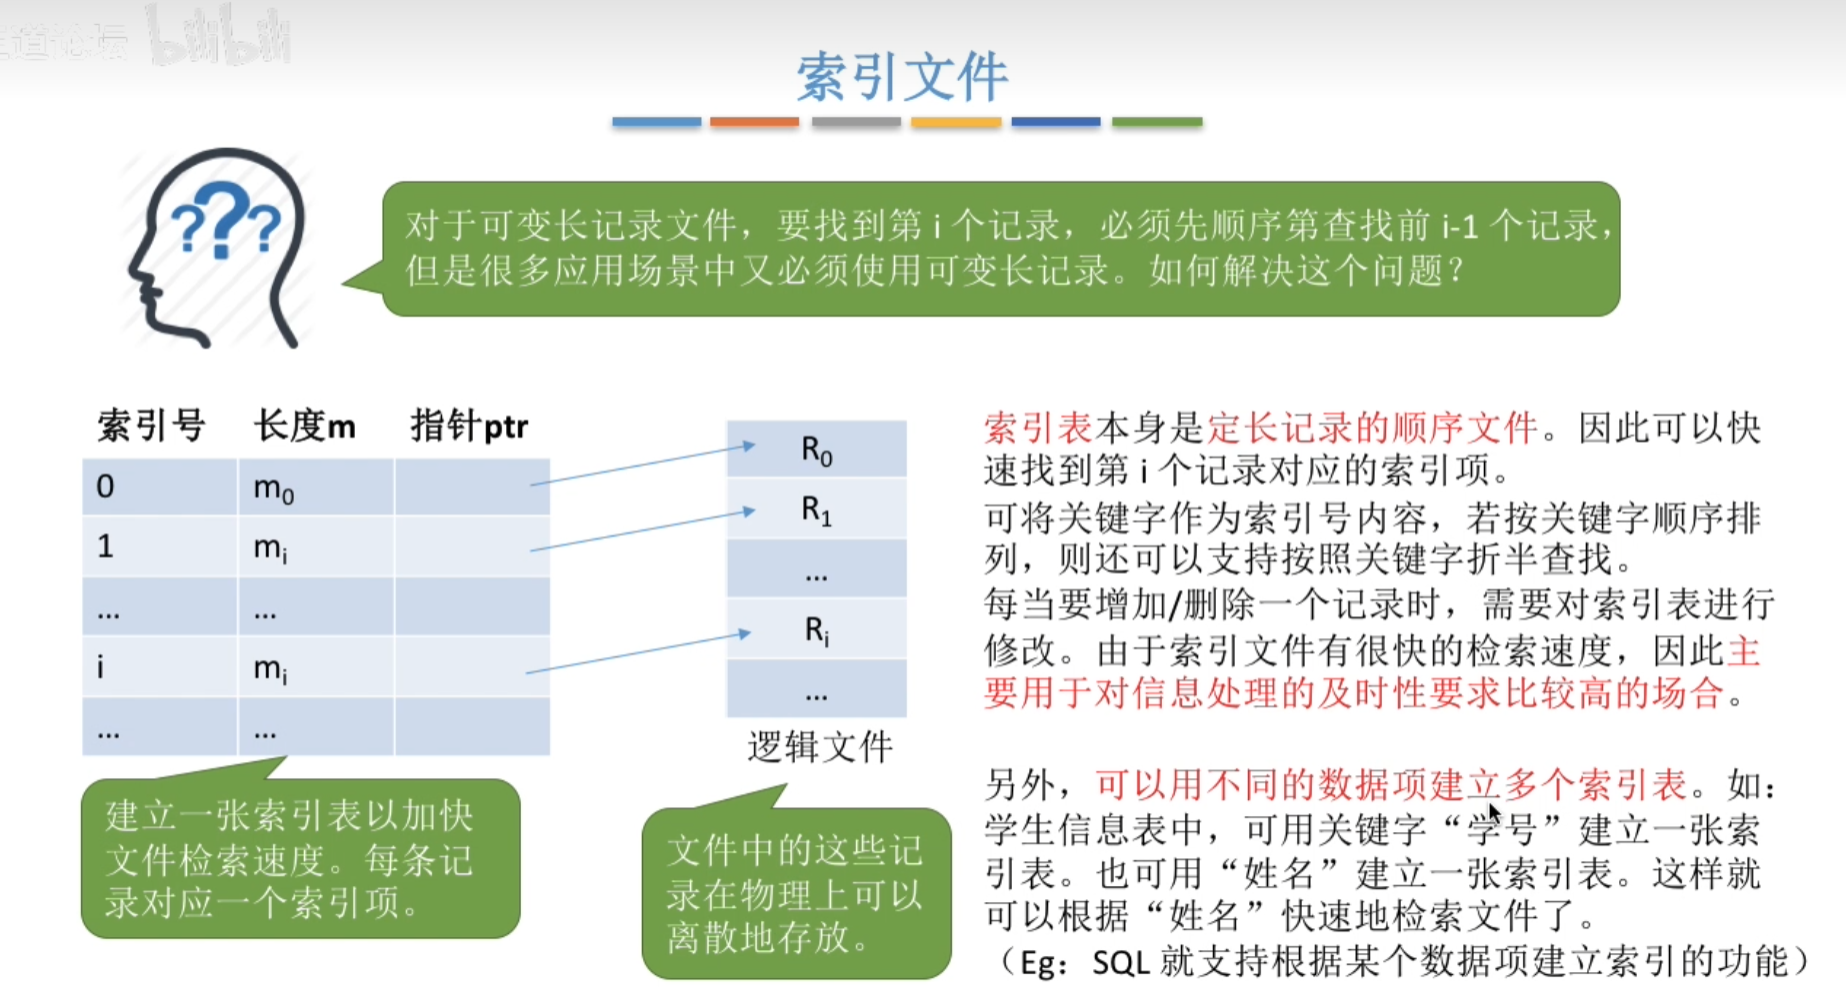 道论坛 bilibili
索引文件
???
对于可变长记录文件，要找到第 i 个记录，必须先顺序第查找前 i-1 个记录，
但是很多应用场景中又必须使用可变长记录。如何解决这个问题？
索引号 长度m 指针ptr
0 m₀
1 mᵢ
... ...
i mᵢ
... ...
R₀
R₁
...
Rᵢ
...
逻辑文件
建立一张索引表以加快
文件检索速度。每条记
录对应一个索引项。
文件中的这些记
录在物理上可以
离散地存放。
索引表本身是定长记录的顺序文件。因此可以快
速找到第 i 个记录对应的索引项。
可将关键字作为索引号内容，若按关键字顺序排
列，则还可以支持按照关键字折半查找。
每当要增加/删除一个记录时，需要对索引表进行
修改。由于索引文件有很快的检索速度，因此主
要用于对信息处理的及时性要求比较高的场合。
另外，可以用不同的数据项建立多个索引表。如：
学生信息表中，可用关键字“学号”建立一张索
引表。也可用“姓名”建立一张索引表。这样就
可以根据“姓名”快速地检索文件了。
（Eg：SQL 就支持根据某个数据项建立索引的功能）